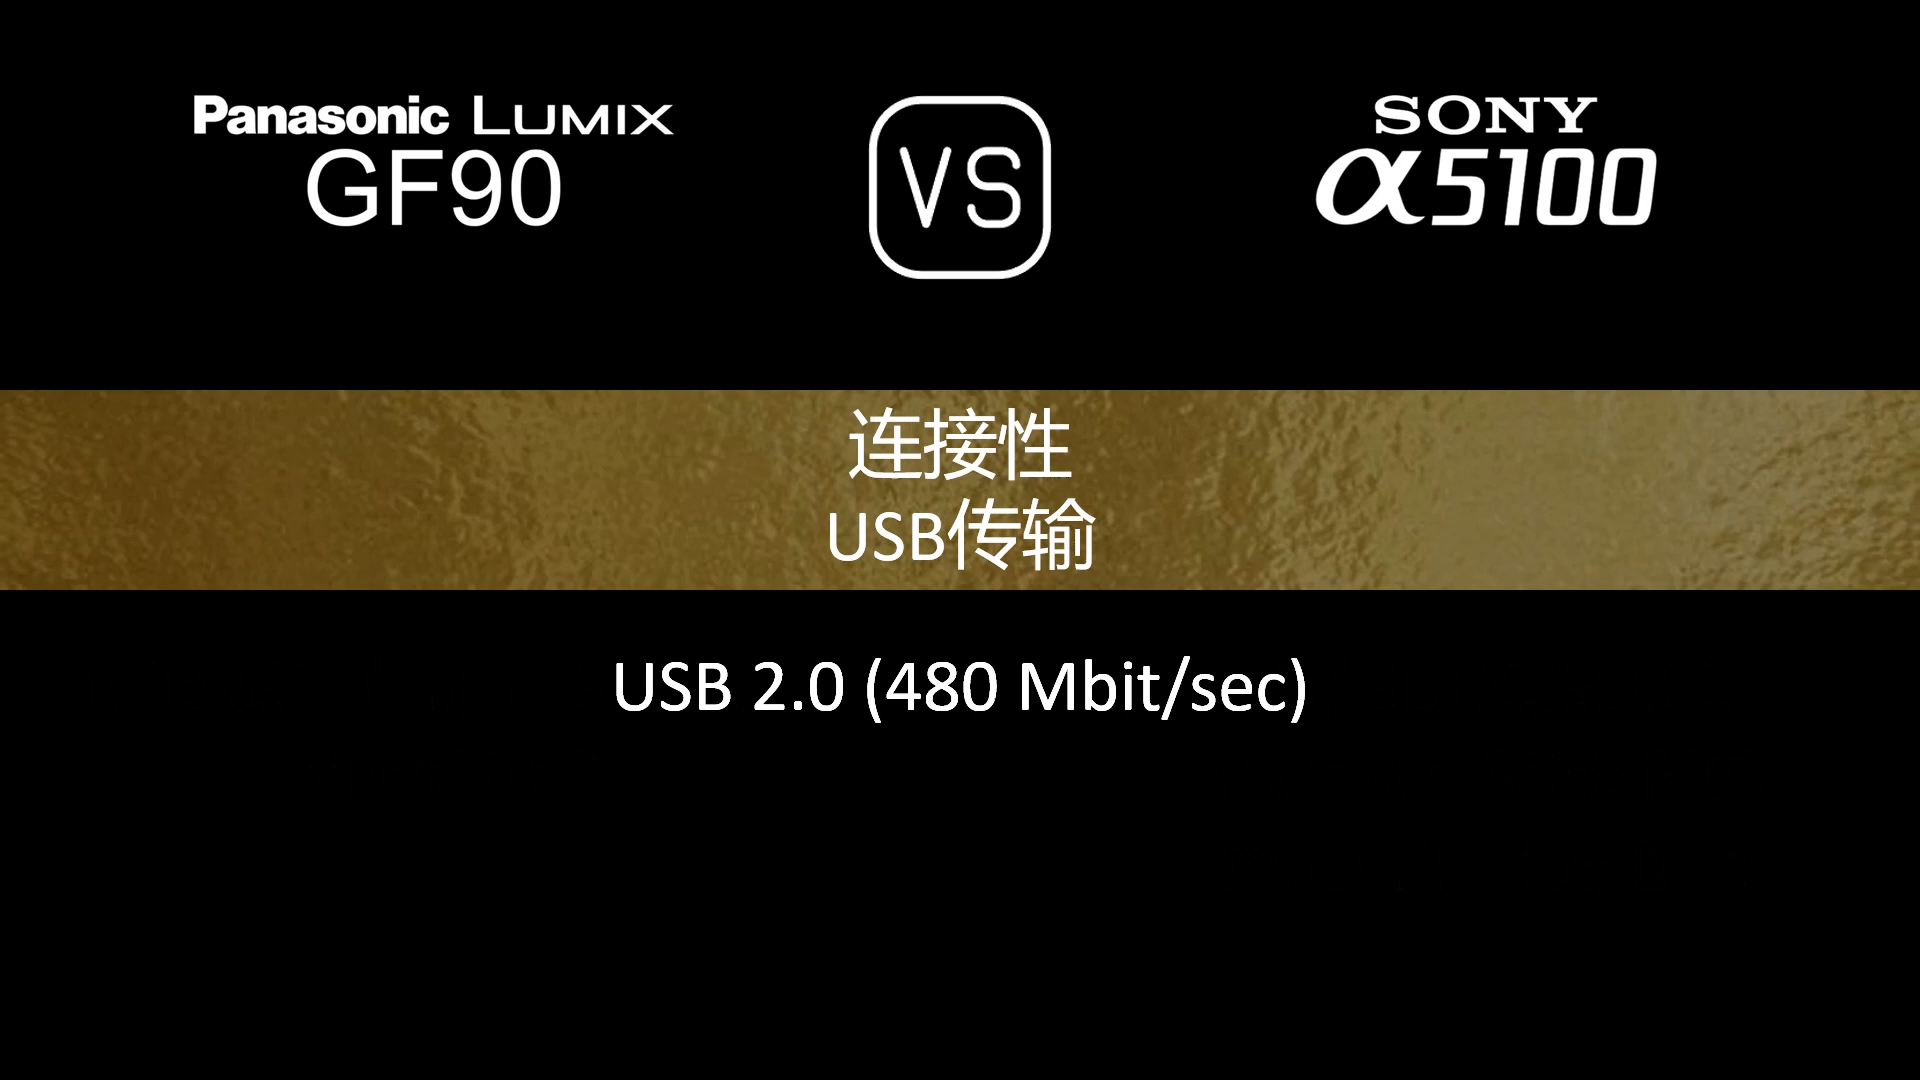 Panasonic LUMIX
GF90
VS
SONY
α5100
连接性
USB传输
USB 2.0 (480 Mbit/sec)